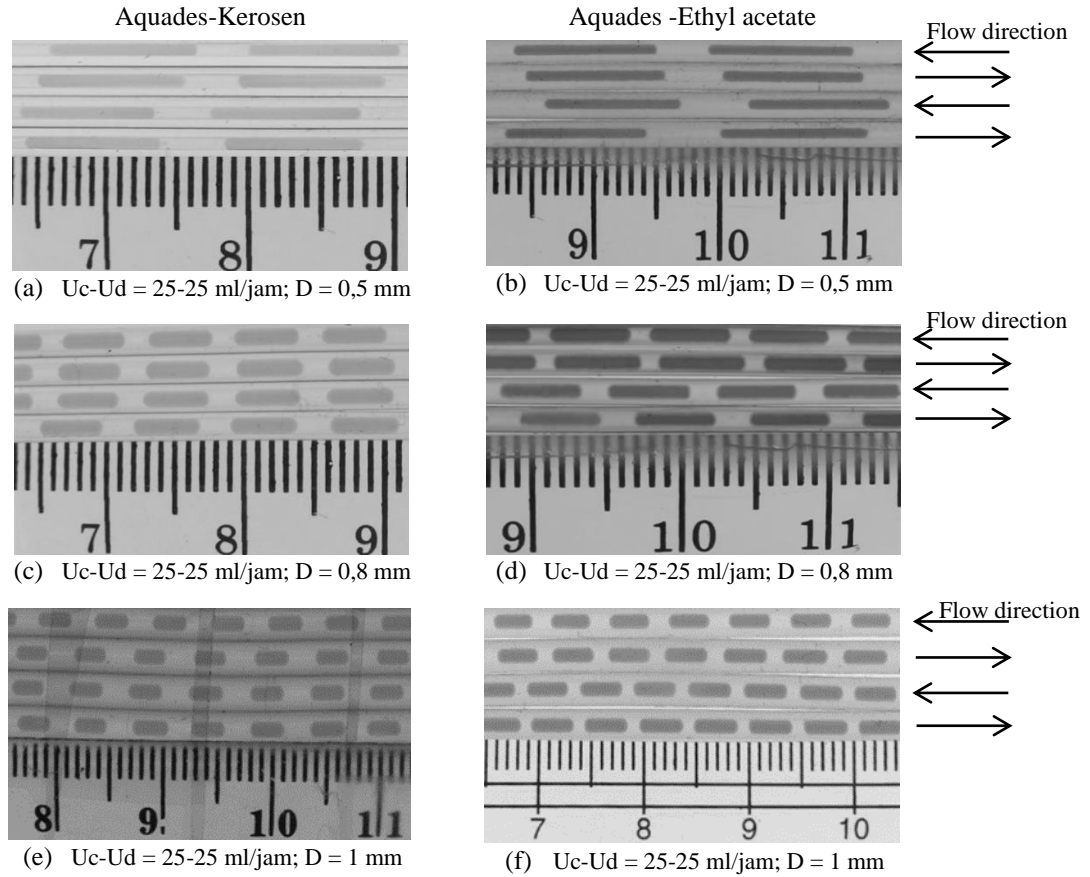 Aquades-Kerosen
Aquades -Ethyl acetate
Flow direction
7 8 9
9 10 11
(a) Uc-Ud = 25-25 ml/jam; D = 0,5 mm
(b) Uc-Ud = 25-25 ml/jam; D = 0,5 mm
Flow direction
7 8 9
9 10 11
(c) Uc-Ud = 25-25 ml/jam; D = 0,8 mm
(d) Uc-Ud = 25-25 ml/jam; D = 0,8 mm
Flow direction
8 9 10 11
7 8 9 10
(e) Uc-Ud = 25-25 ml/jam; D = 1 mm
(f) Uc-Ud = 25-25 ml/jam; D = 1 mm